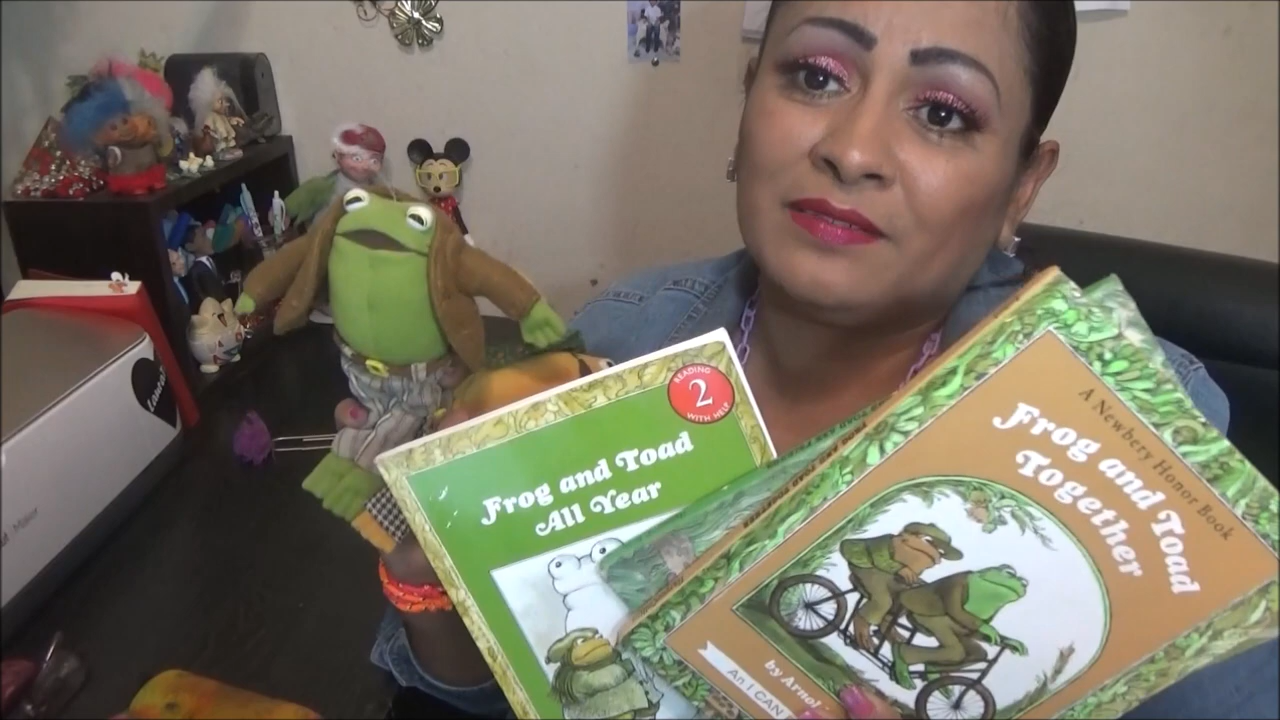 READING
2
WITH HELP
Frog and Toad
All Year
A Newbery Honor Book
Frog and Toad
Together
by Arnol
An I CAN